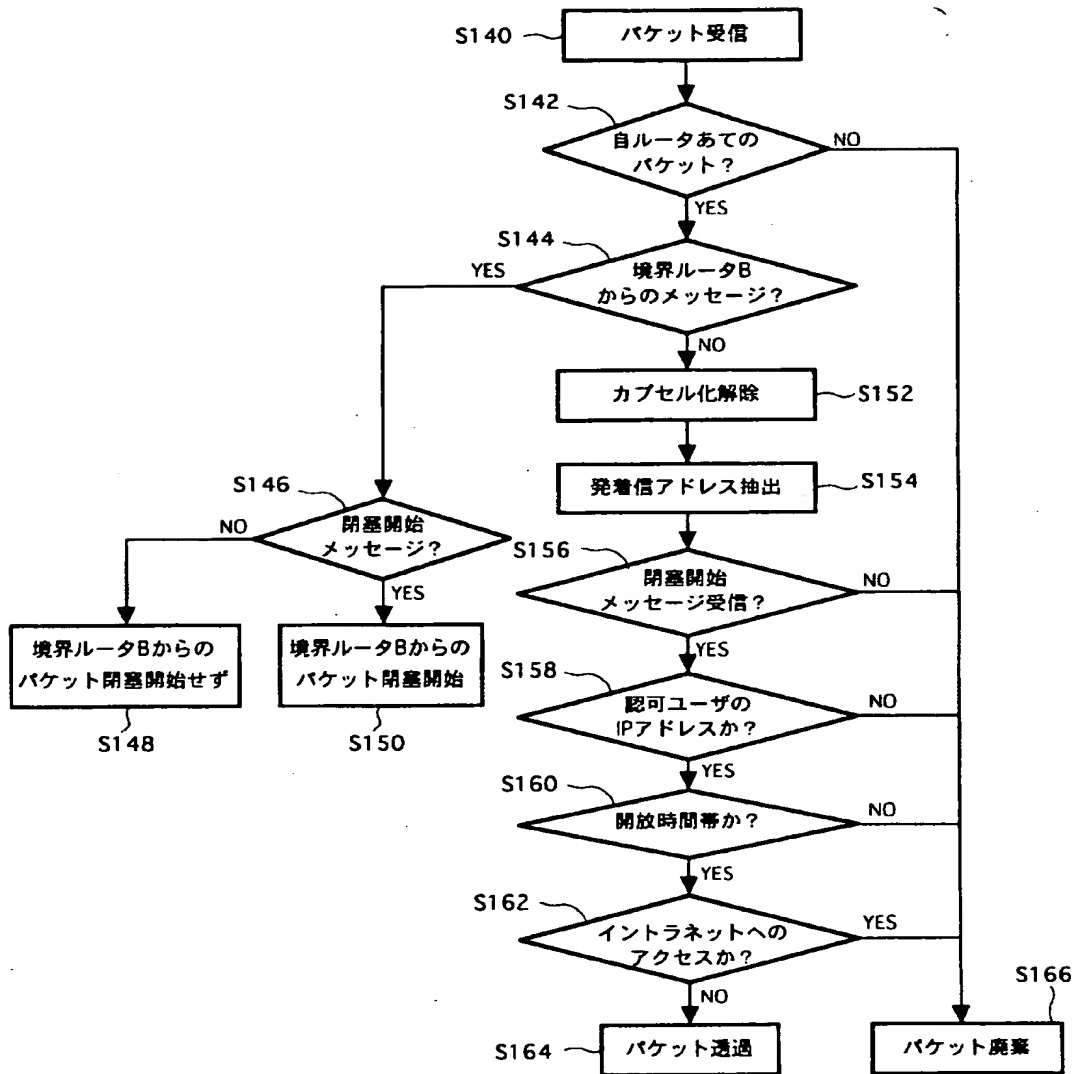 S140
パケット受信
S142
自ルータあての
パケット？
NO
YES
S144
境界ルータB
からのメッセージ？
YES
NO
カプセル化解除
S152
発着信アドレス抽出
S154
S146
閉塞開始
メッセージ？
NO
YES
S156
閉塞開始
メッセージ受信？
NO
YES
境界ルータBからの
パケット閉塞開始せず
S148
境界ルータBからの
パケット閉塞開始
S150
S158
認可ユーザの
IPアドレスか？
NO
YES
S160
開放時間帯か？
NO
YES
S162
イントラネットへの
アクセスか？
YES
NO
S164
パケット透過
S166
パケット廃棄